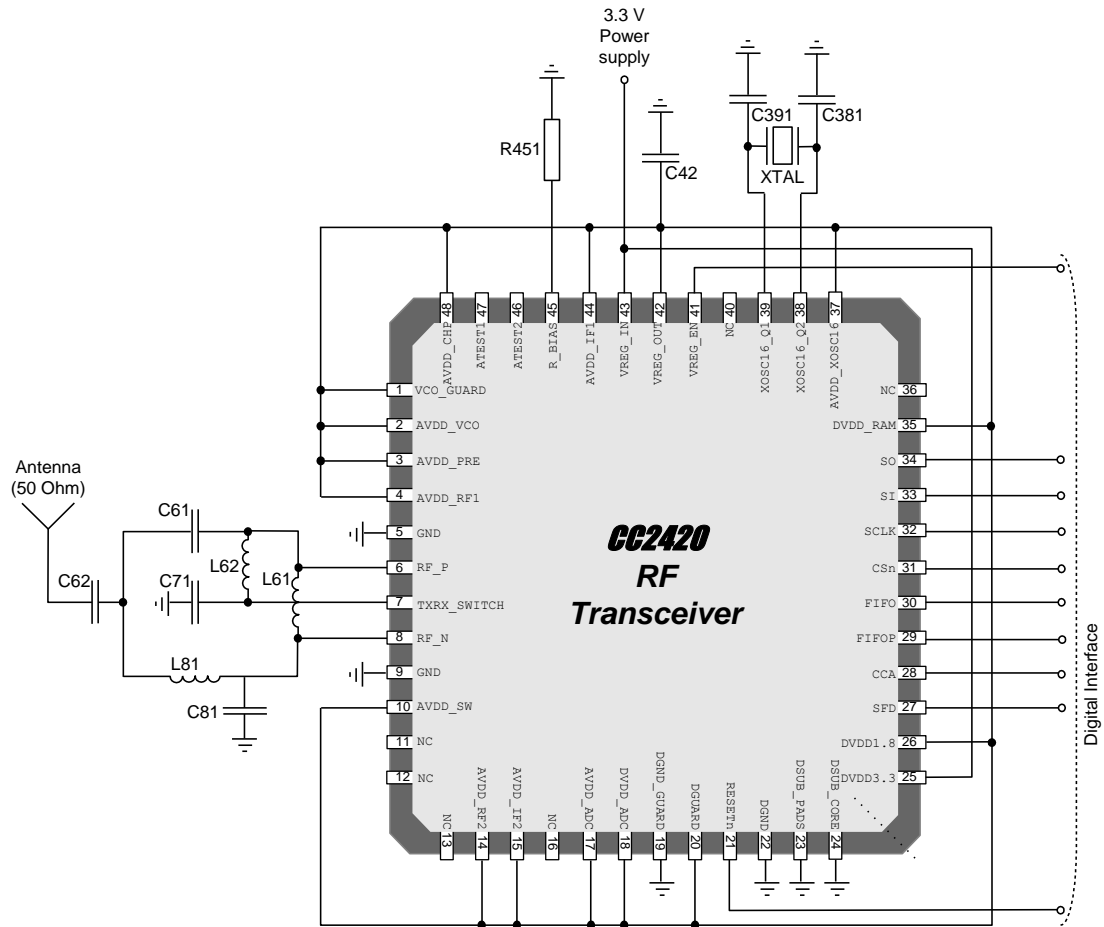 3.3 V
Power
supply
C391
C381
R451
C42
XTAL
48
47
46
45
44
43
42
41
40
39
38
37
AVDD_CHP
ATEST1
ATEST2
R_BIAS
AVDD_IF1
VREG_IN
VREG_OUT
VREG_EN
NC
XOSC16_Q1
XOSC16_Q2
AVDD_XOSC16
1 VCO_GUARD
2 AVDD_VCO
3 AVDD_PRE
4 AVDD_RF1
5 GND
6 RF_P
7 TXRX_SWITCH
8 RF_N
9 GND
10 AVDD_SW
11 NC
12 NC
Antenna
(50 Ohm)
C61
L62
L61
C62
C71
L81
C81
CC2420
RF
Transceiver
NC 36
DVDD_RAM 35
SO 34
SI 33
SCLK 32
CSn 31
FIFO 30
FIFOP 29
CCA 28
SFD 27
DVDD1.8 26
DVDD3.3 25
Digital Interface
NC
AVDD_RF2
AVDD_IF2
NC
AVDD_ADC
DVDD_ADC
DGND_GUARD
DGUARD
RESETn
DGND
DSUB_PADS
DSUB_CORE
13
14
15
16
17
18
19
20
21
22
23
24